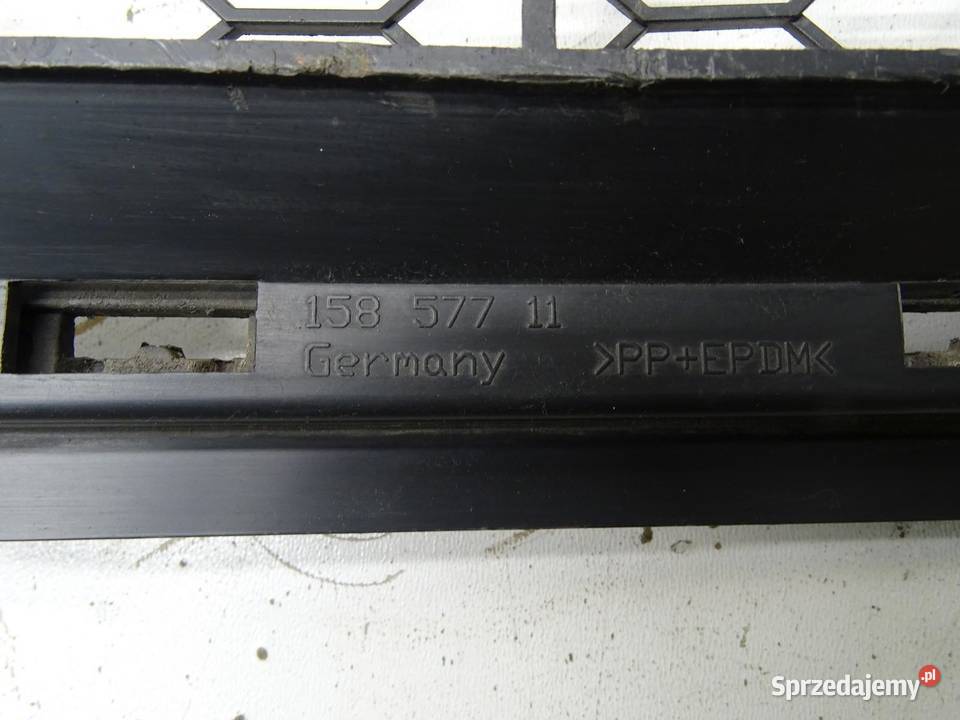 158 577 11
Germany >PP+EPDM<
Sprzedajemy.pl